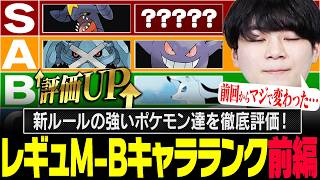 S
?????
A
B
評価UP
前回からマジで変わった…
新ルールの強いポケモン達を徹底評価!
レギュM-Bキャラランク前編